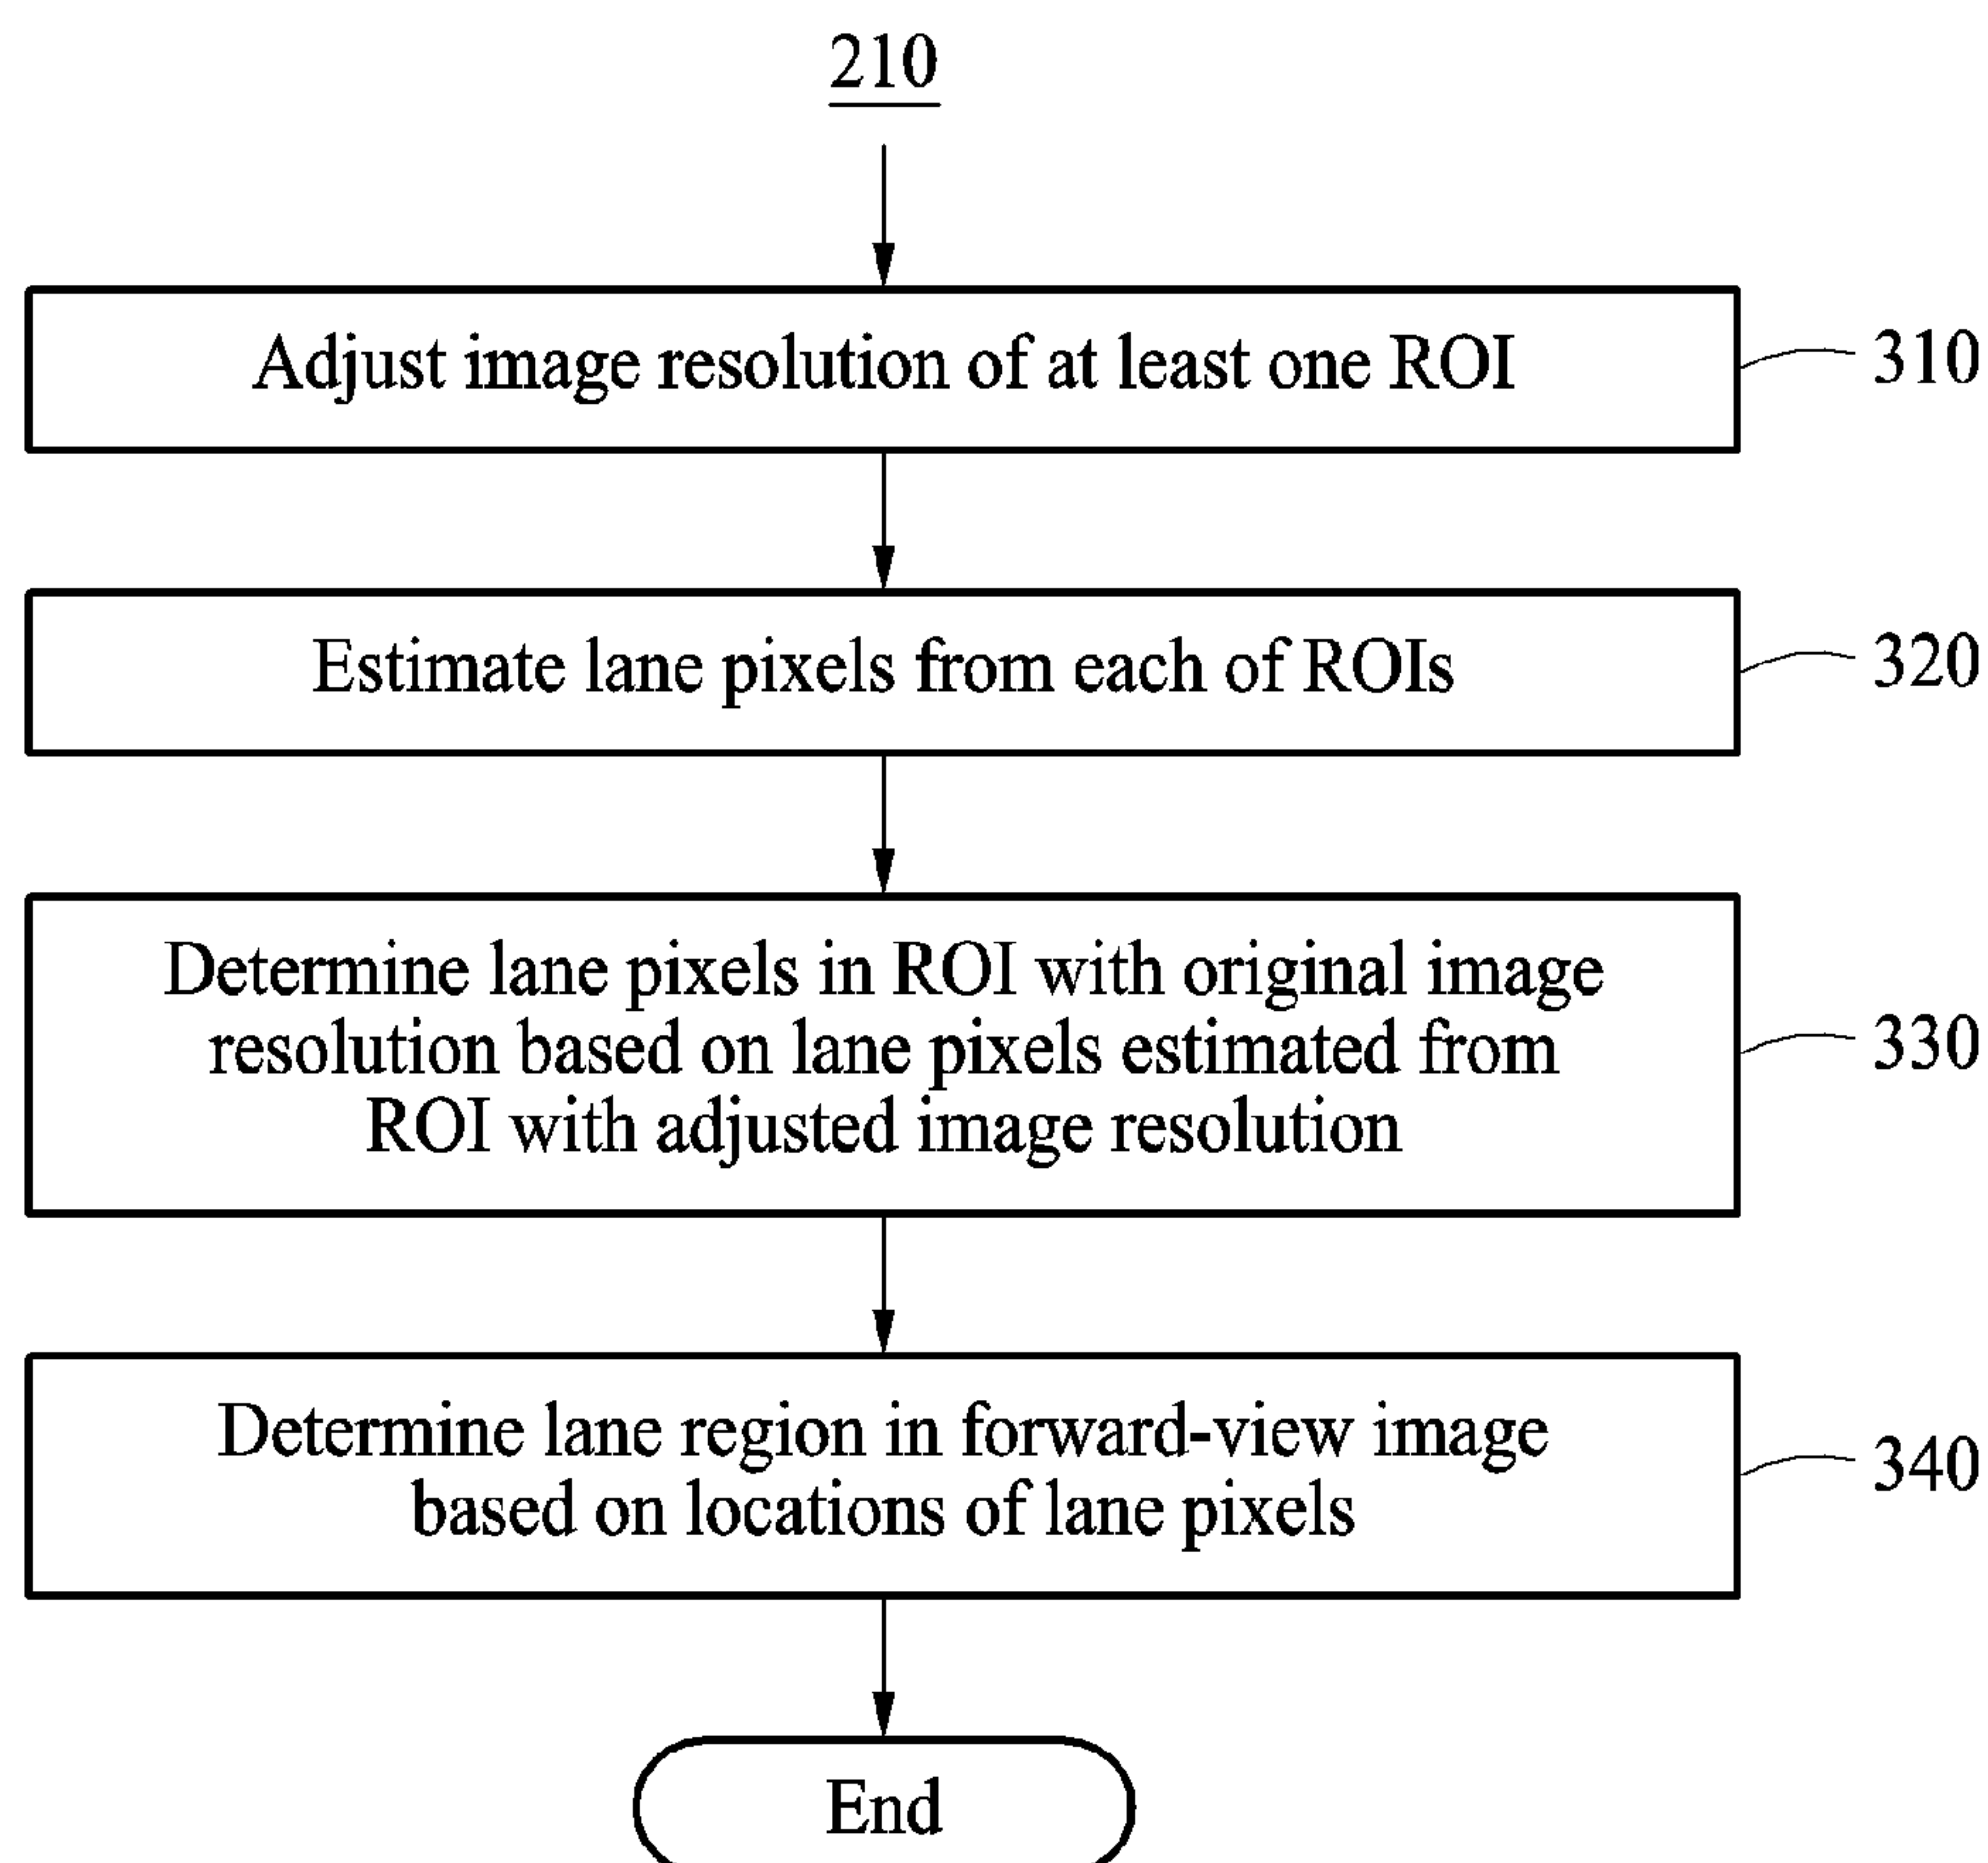 210
Adjust image resolution of at least one ROI
310
Estimate lane pixels from each of ROIs
320
Determine lane pixels in ROI with original image
resolution based on lane pixels estimated from
ROI with adjusted image resolution
330
Determine lane region in forward-view image
based on locations of lane pixels
340
End